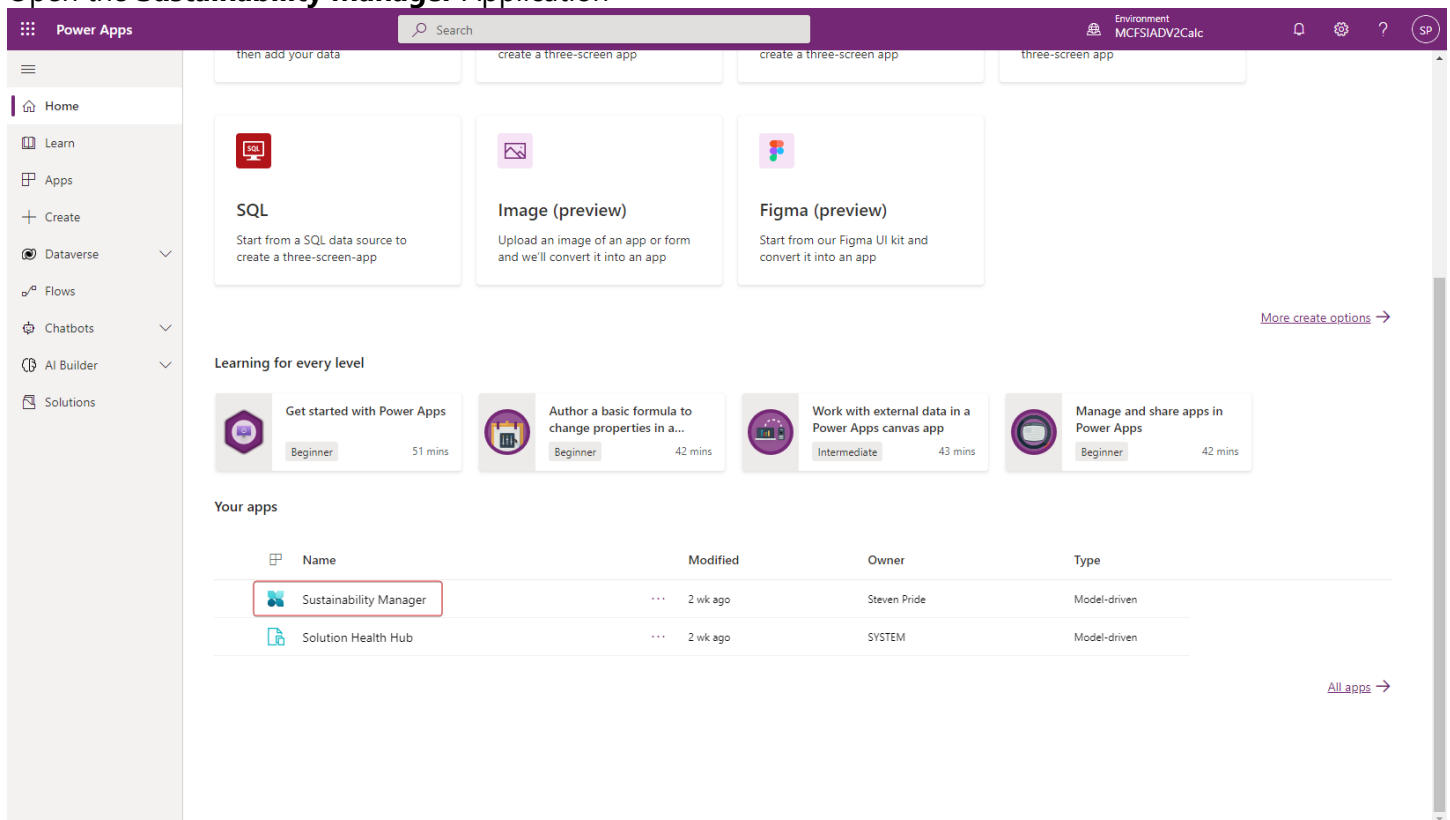 Open the Sustainability Manager Application
Power Apps
Search
Environment
MCFSIADV2Calc
SP
then add your data
create a three-screen app
create a three-screen app
three-screen app
Home
Learn
Apps
Create
Dataverse
Flows
Chatbots
AI Builder
Solutions
SQL
SQL
Start from a SQL data source to
create a three-screen-app
Image (preview)
Upload an image of an app or form
and we'll convert it into an app
Figma (preview)
Start from our Figma UI kit and
convert it into an app
More create options
Learning for every level
Get started with Power Apps
Beginner 51 mins
Author a basic formula to
change properties in a...
Beginner 42 mins
Work with external data in a
Power Apps canvas app
Intermediate 43 mins
Manage and share apps in
Power Apps
Beginner 42 mins
Your apps
Name Modified Owner Type
Sustainability Manager ... 2 wk ago Steven Pride Model-driven
Solution Health Hub ... 2 wk ago SYSTEM Model-driven
All apps